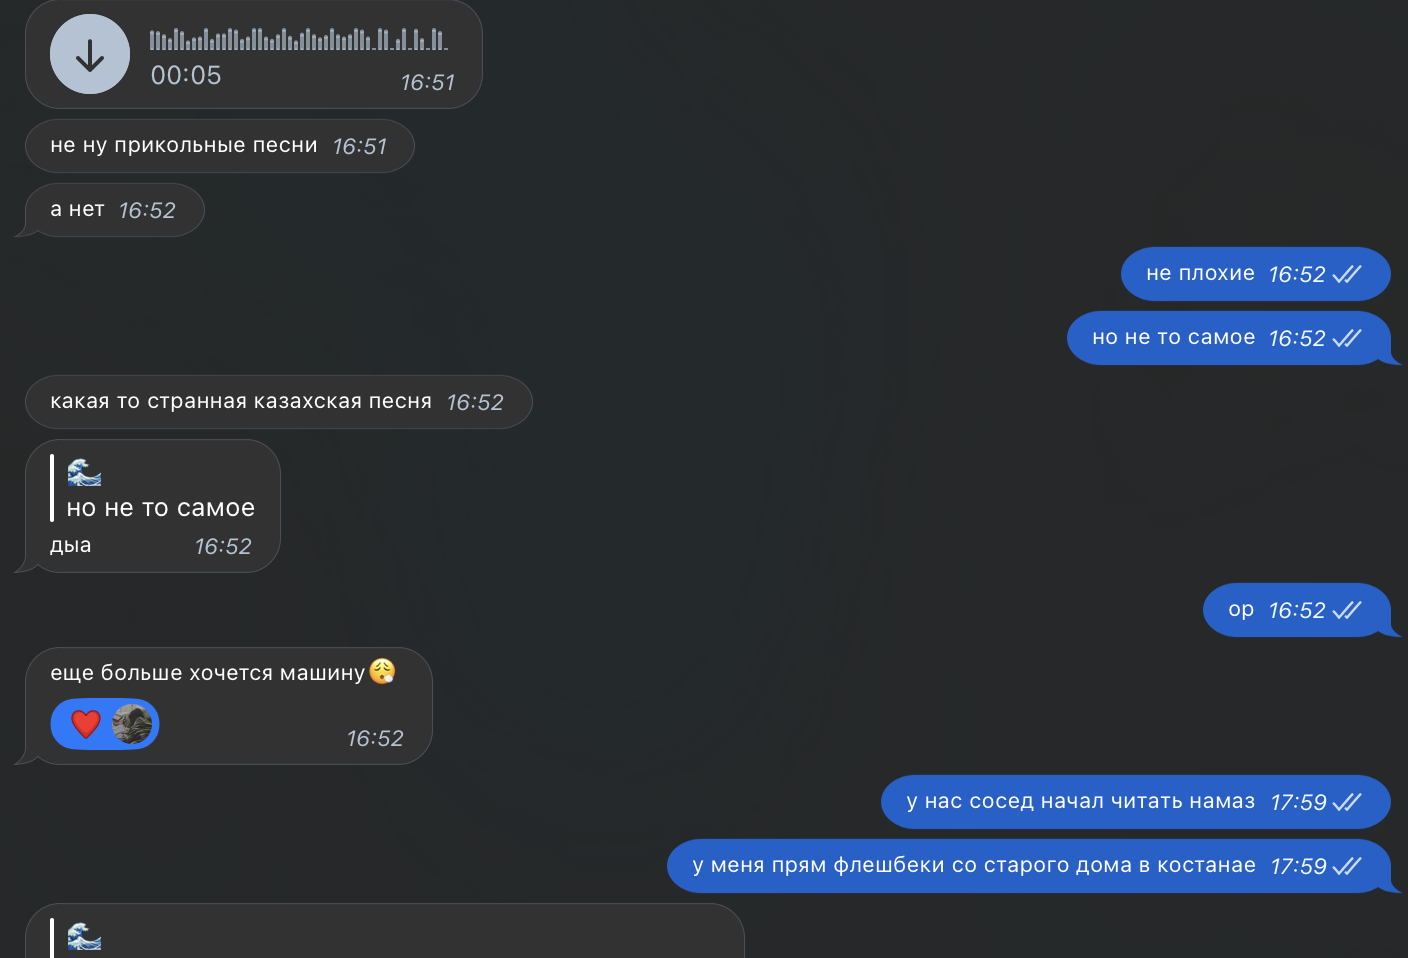 00:05 16:51
не ну прикольные песни 16:51
а нет 16:52
не плохие 16:52
но не то самое 16:52
какая то странная казахская песня 16:52
🌊
но не то самое
дыа 16:52
ор 16:52
еще больше хочется машину😮‍💨
❤️ 16:52
у нас сосед начал читать намаз 17:59
у меня прям флешбеки со старого дома в костанае 17:59
🌊